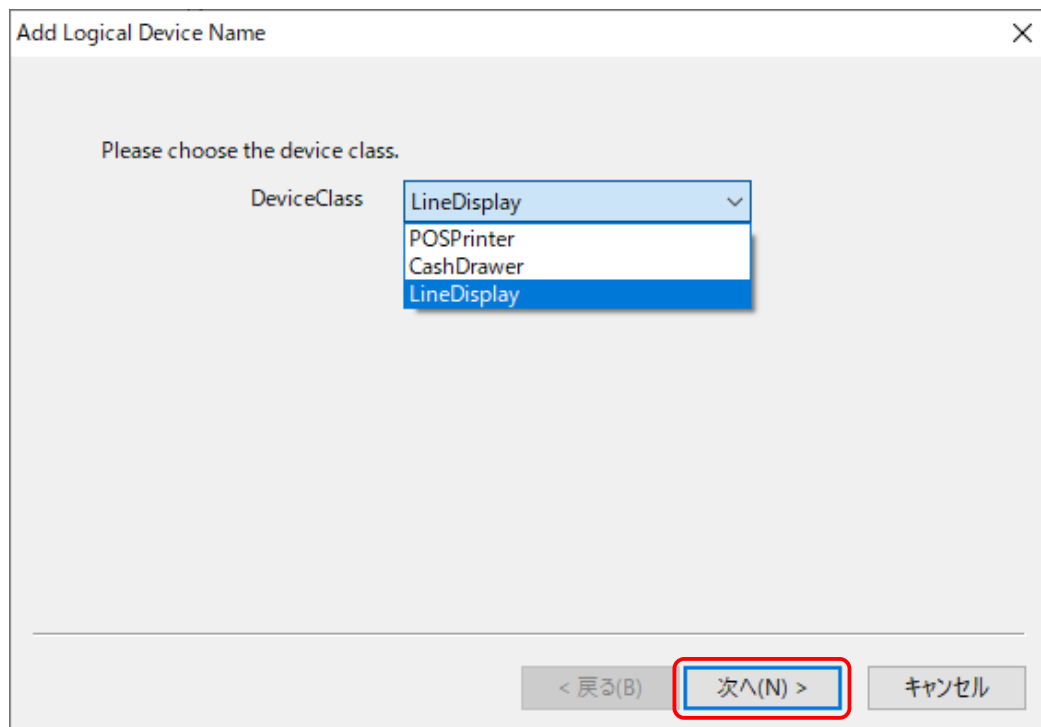 Add Logical Device Name
Please choose the device class.
DeviceClass
LineDisplay
POSPrinter
CashDrawer
LineDisplay
< 戻る(B)
次へ(N) >
キャンセル